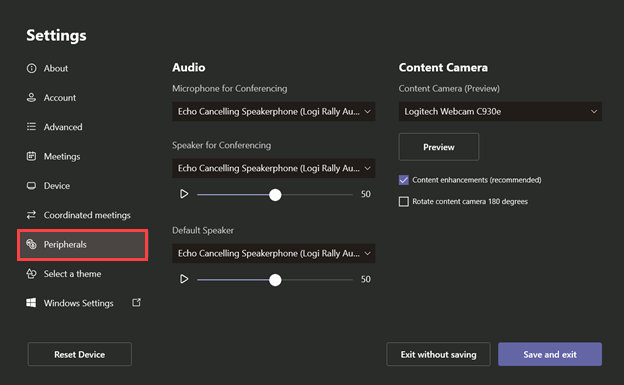 Settings
About
Account
Advanced
Meetings
Device
Coordinated meetings
Peripherals
Select a theme
Windows Settings
Audio
Microphone for Conferencing
Echo Cancelling Speakerphone (Logi Rally Au...
Speaker for Conferencing
Echo Cancelling Speakerphone (Logi Rally Au...
50
Default Speaker
Echo Cancelling Speakerphone (Logi Rally Au...
50
Content Camera
Content Camera (Preview)
Logitech Webcam C930e
Preview
Content enhancements (recommended)
Rotate content camera 180 degrees
Reset Device
Exit without saving
Save and exit